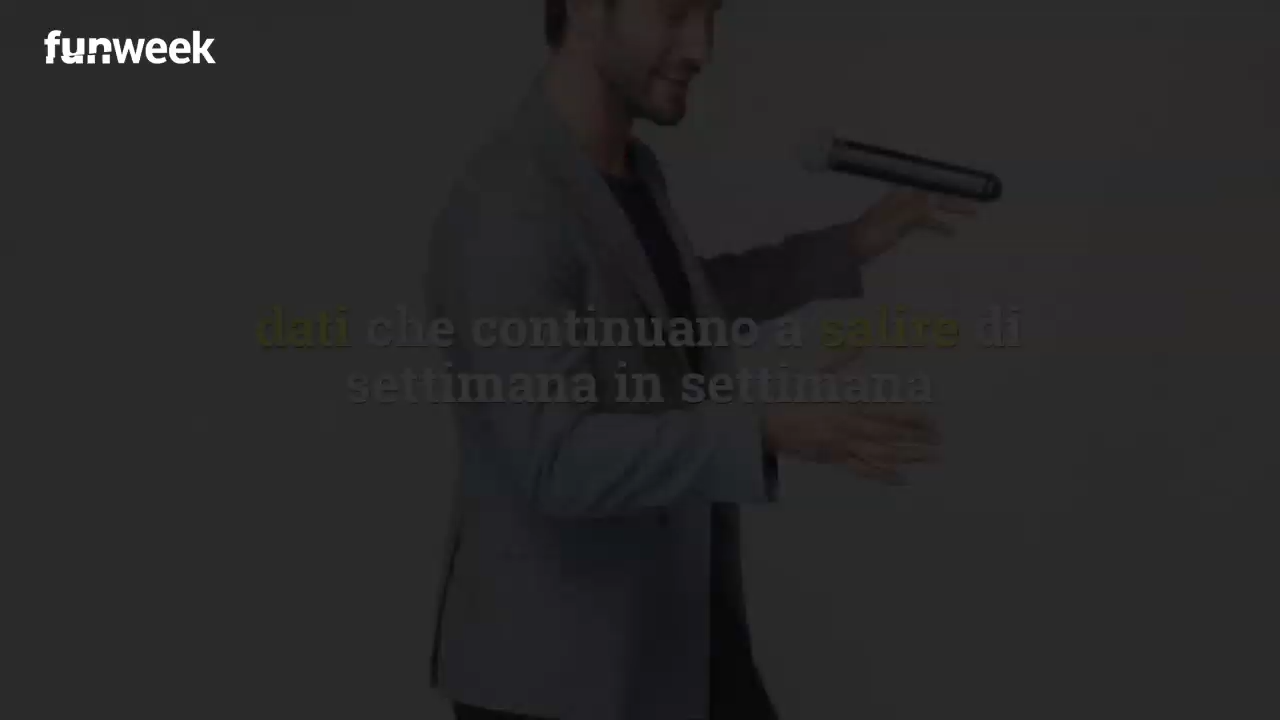 funweek
dati che continuano a salire di
settimana in settimana